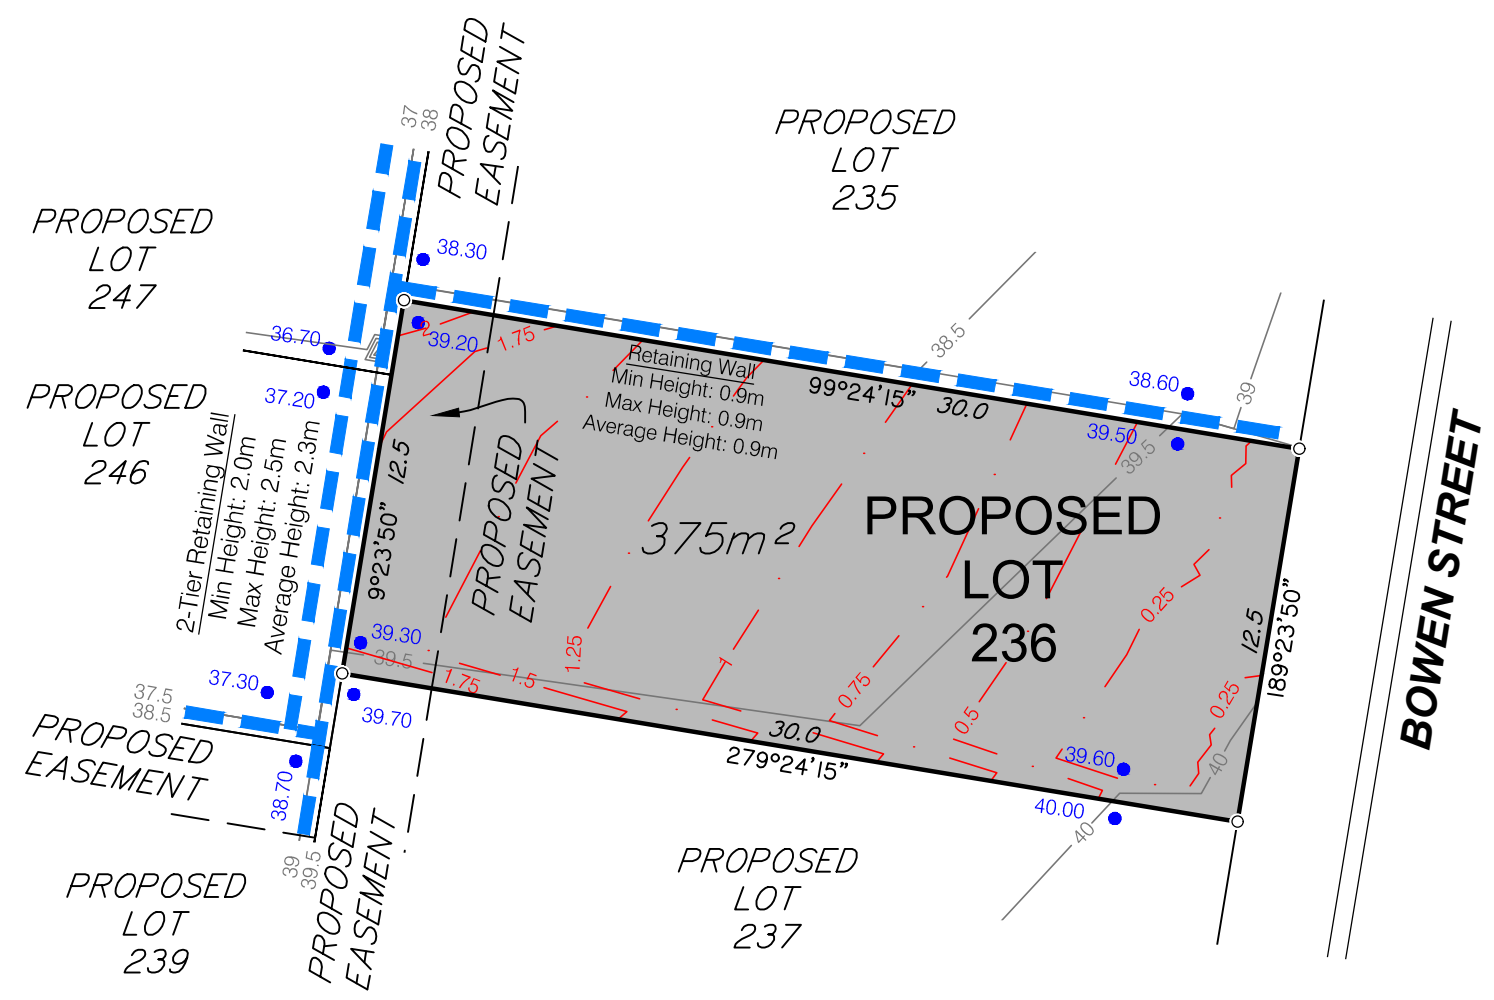 PROPOSED
EASEMENT
37
38
PROPOSED
LOT
235
PROPOSED
LOT
247
38.30
36.70
39.20
2
1.75
37.20
PROPOSED
LOT
246
Retaining Wall
Min Height: 0.9m
Max Height: 0.9m
Average Height: 0.9m
99°24'15"
30.0
38.5
38.60
39
39.50
39.5
2-Tier Retaining Wall
Min Height: 2.0m
Max Height: 2.5m
Average Height: 2.3m
9°23'50"
12.5
PROPOSED
EASEMENT
375m²
PROPOSED
LOT
236
0.25
12.5
189°23'50"
BOWEN STREET
39.30
39.5
1.75
1.5
1.25
1
0.75
0.5
0.25
37.30
37.5
38.5
39.70
30.0
279°24'15"
39.60
40
40.00
40
PROPOSED
EASEMENT
38.70
39
39.5
PROPOSED
EASEMENT
PROPOSED
LOT
239
PROPOSED
LOT
237